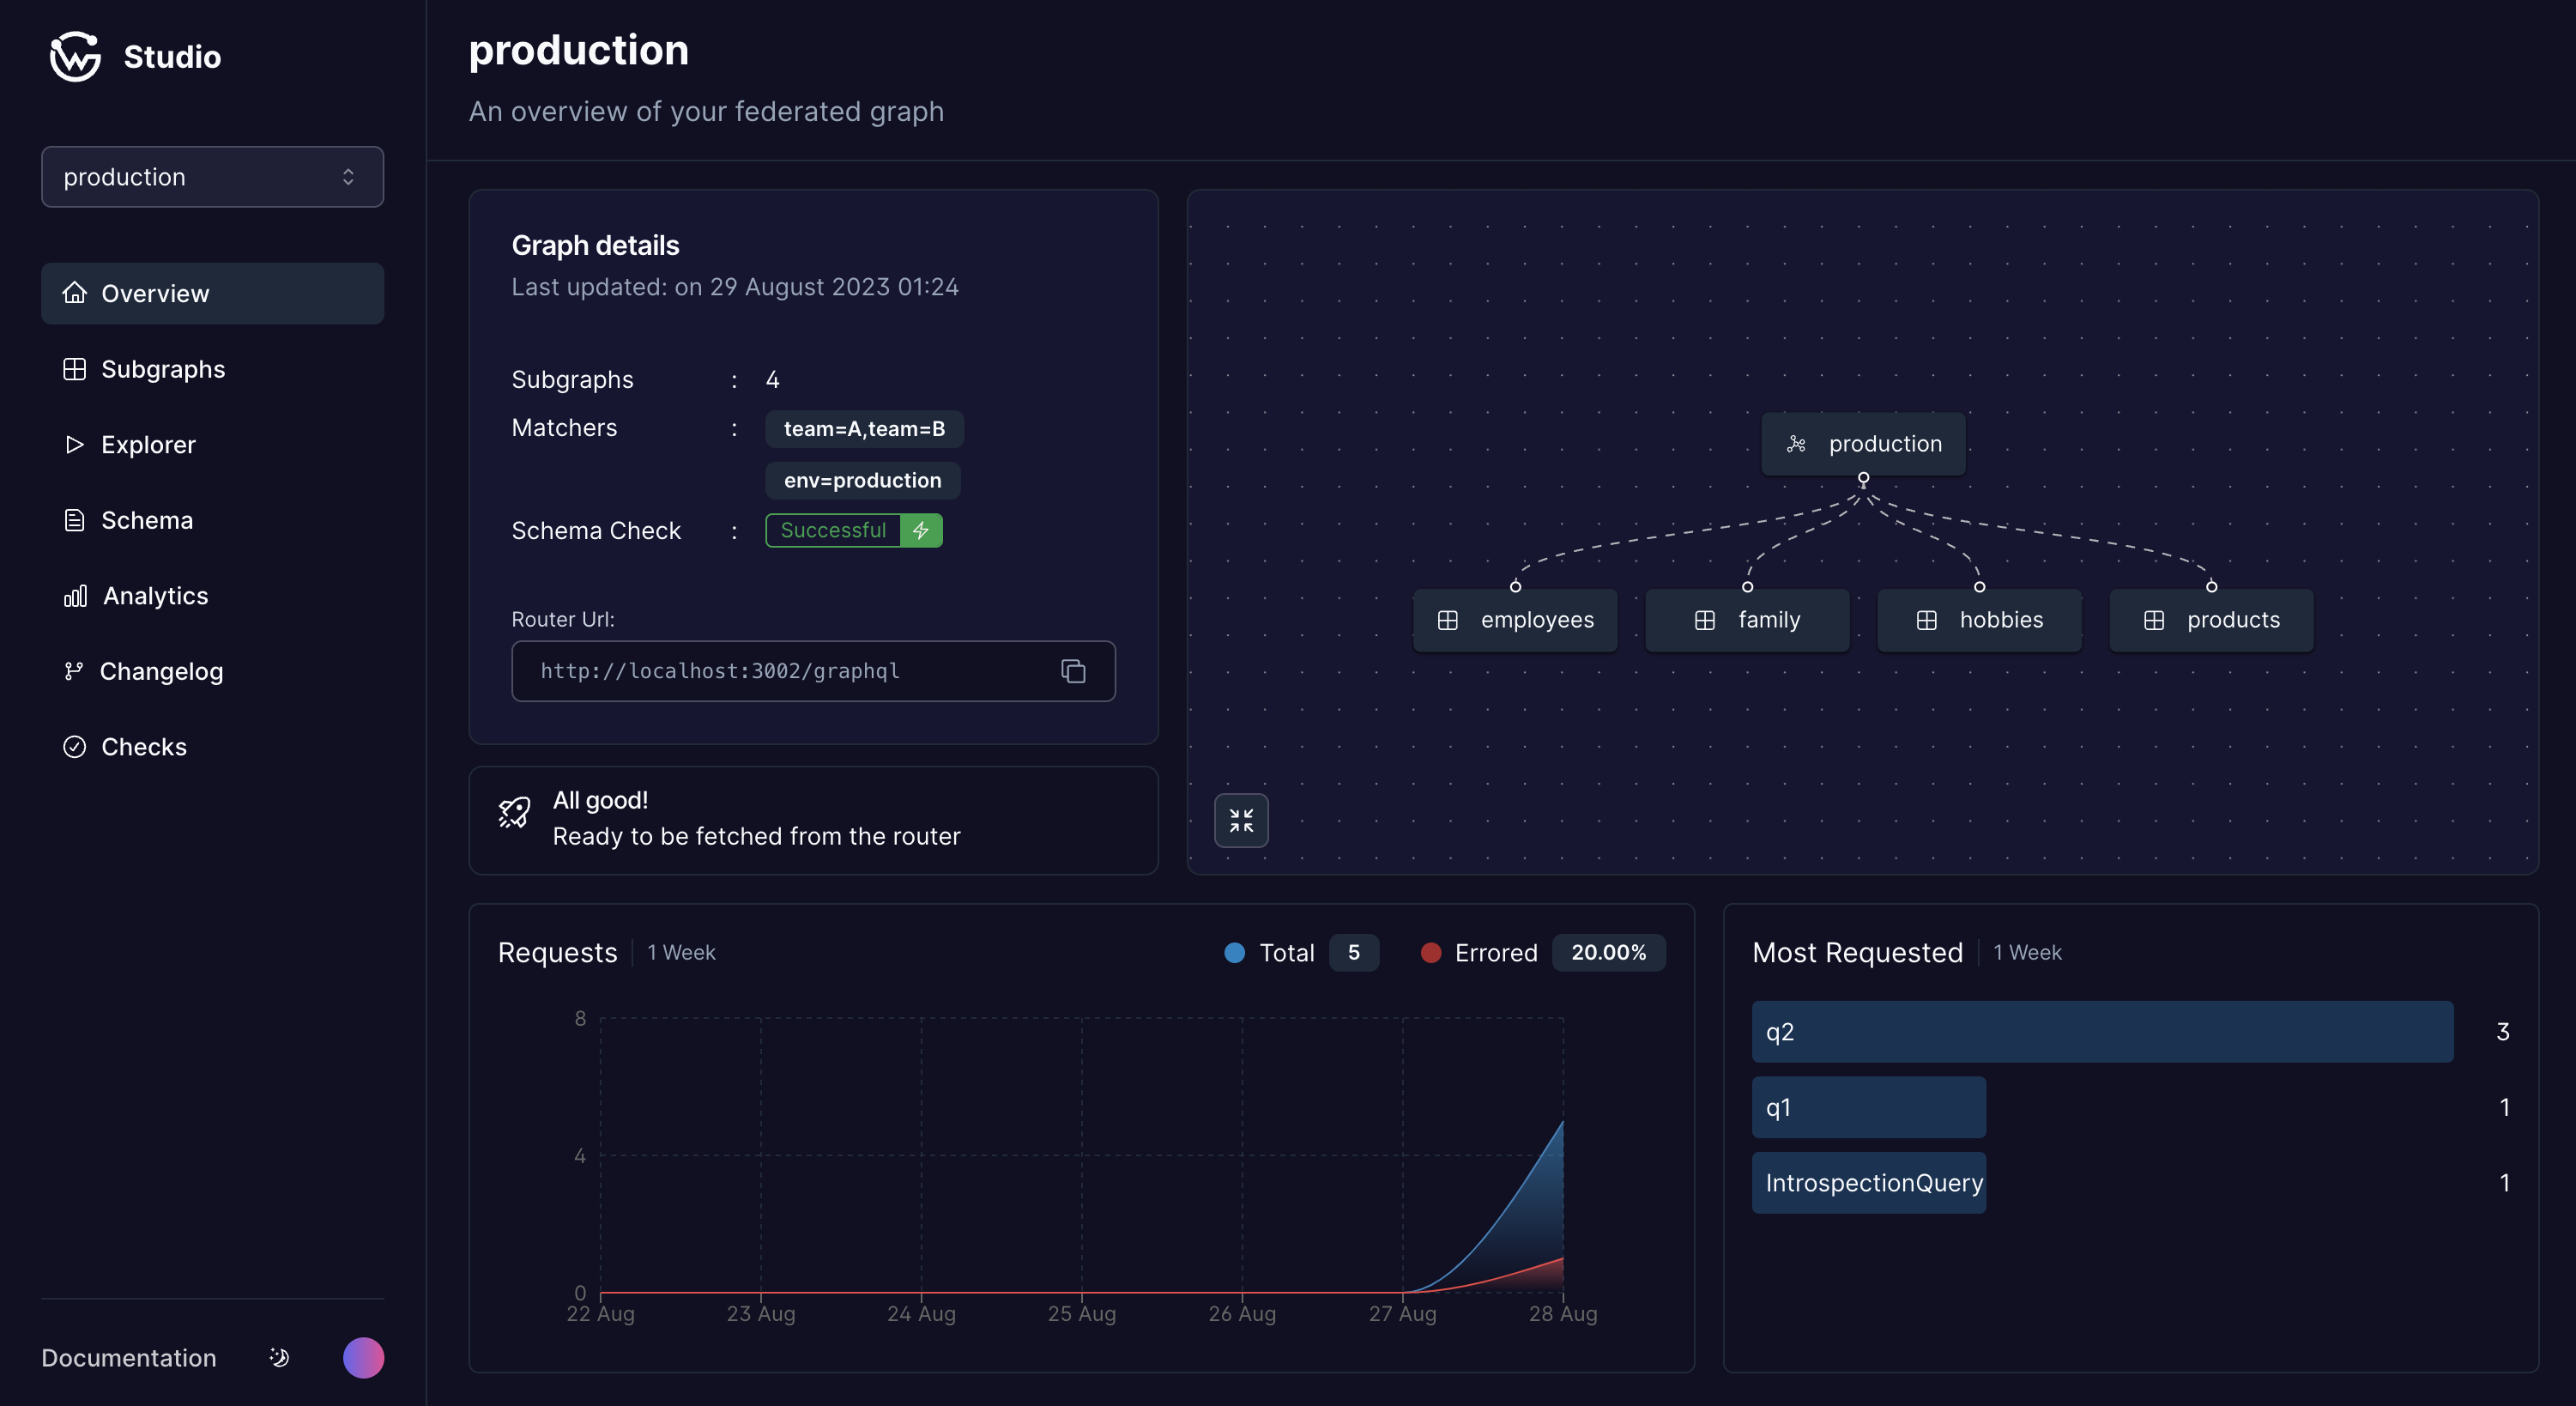 Studio
production
Overview
Subgraphs
Explorer
Schema
Analytics
Changelog
Checks
Documentation
production
An overview of your federated graph
Graph details
Last updated: on 29 August 2023 01:24
Subgraphs : 4
Matchers : team=A,team=B
env=production
Schema Check : Successful
Router Url:
http://localhost:3002/graphql
All good!
Ready to be fetched from the router
production
employees family hobbies products
Requests 1 Week Total 5 Errored 20.00%
8
4
0
22 Aug 23 Aug 24 Aug 25 Aug 26 Aug 27 Aug 28 Aug
Most Requested 1 Week
q2 3
q1 1
IntrospectionQuery 1